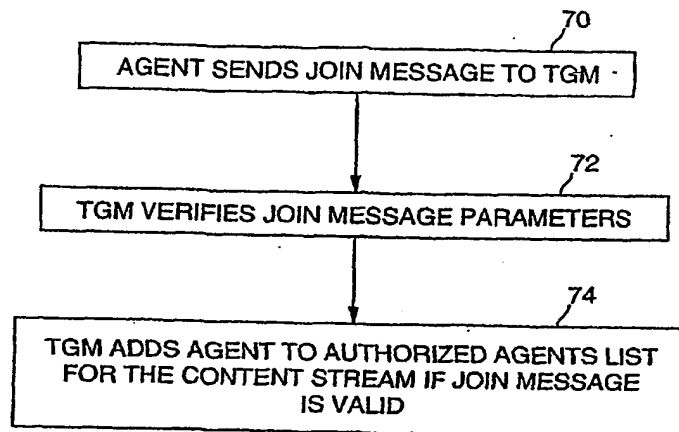 70
AGENT SENDS JOIN MESSAGE TO TGM
72
TGM VERIFIES JOIN MESSAGE PARAMETERS
74
TGM ADDS AGENT TO AUTHORIZED AGENTS LIST
FOR THE CONTENT STREAM IF JOIN MESSAGE
IS VALID